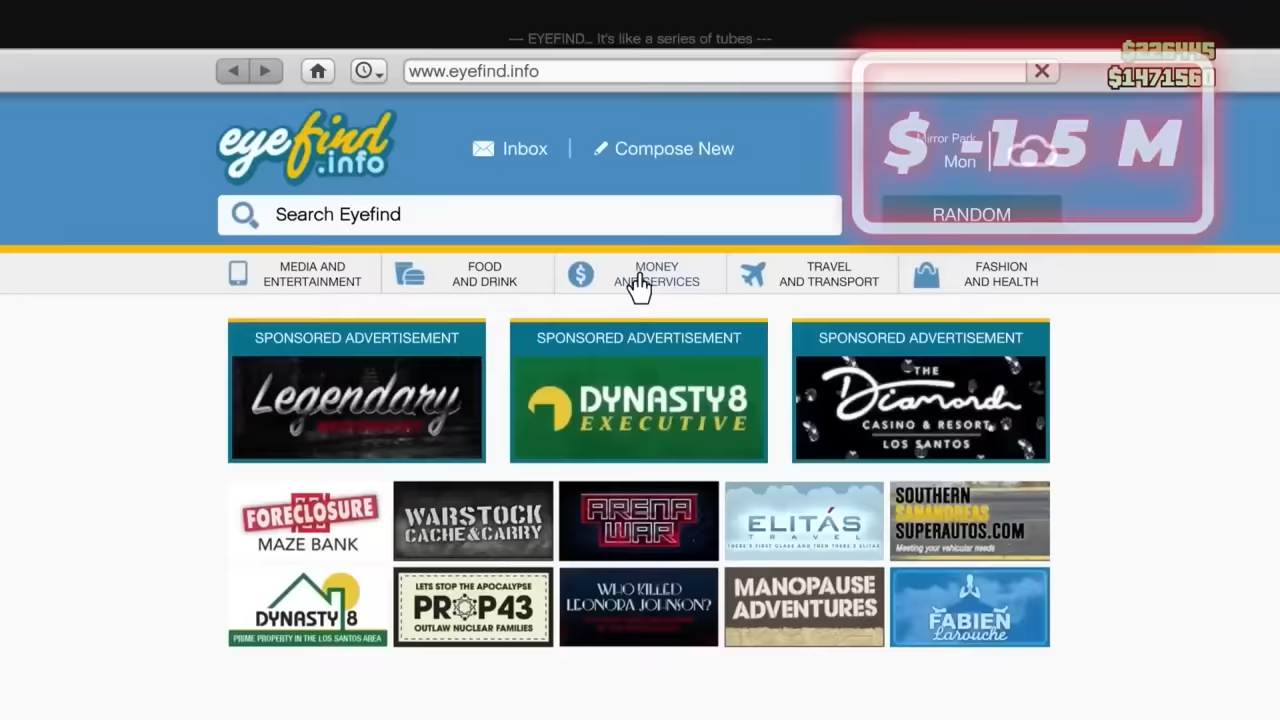 — EYEFIND... It's like a series of tubes ---
$226445
www.eyefind.info
$1471560
eyefind
.info
Inbox
Compose New
$ -1.5 M
Mirror Park
Mon
Search Eyefind
RANDOM
MEDIA AND
ENTERTAINMENT
FOOD
AND DRINK
MONEY
AND SERVICES
TRAVEL
AND TRANSPORT
FASHION
AND HEALTH
SPONSORED ADVERTISEMENT
SPONSORED ADVERTISEMENT
SPONSORED ADVERTISEMENT
Legendary
DYNASTY8
EXECUTIVE
THE
Diamond
CASINO & RESORT
LOS SANTOS
FORECLOSURE
MAZE BANK
WARSTOCK
CACHE&CARRY
ARENA
WAR
ELITÁS
TRAVEL
THERE'S FIRST CLASS AND THEN THERE'S ELITAS
SOUTHERN
SANANDREAS
SUPERAUTOS.COM
Meeting your vehicular needs
DYNASTY 8
PRIME PROPERTY IN THE LOS SANTOS AREA
LETS STOP THE APOCALYPSE
PROP43
OUTLAW NUCLEAR FAMILIES
WHO KILLED
LEONORA JOHNSON?
MANOPAUSE
ADVENTURES
FABIEN
Larouche